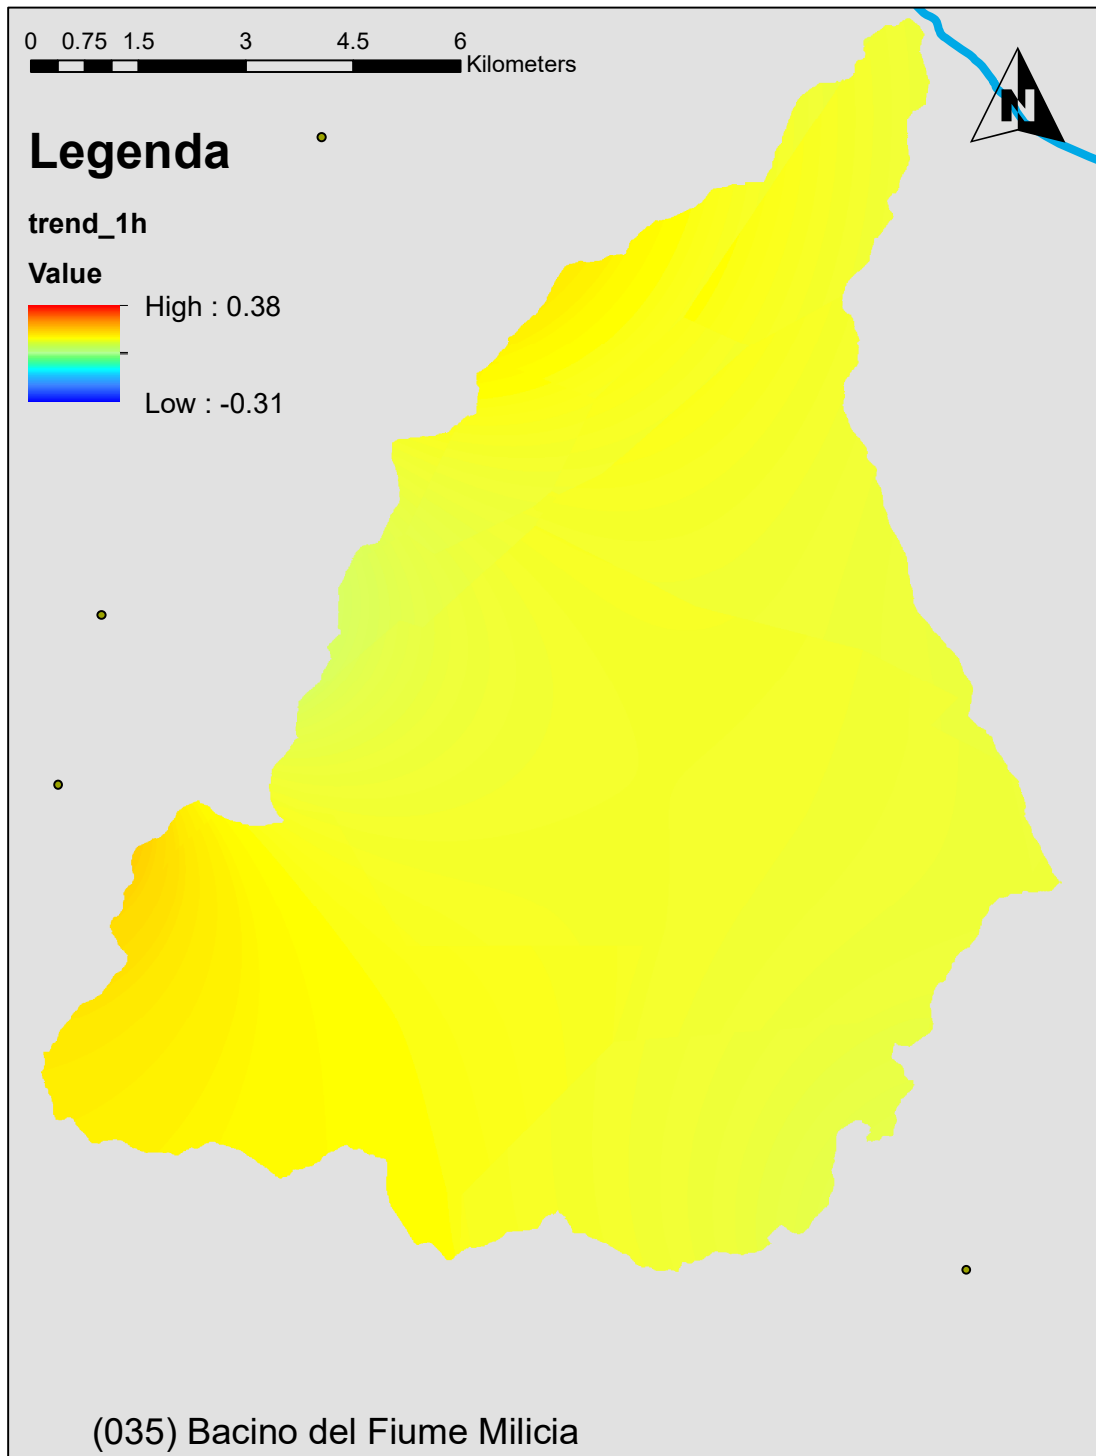 0 0.75 1.5 3 4.5 6
Kilometers
N
Legenda
trend_1h
Value
High : 0.38
Low : -0.31
(035) Bacino del Fiume Milicia